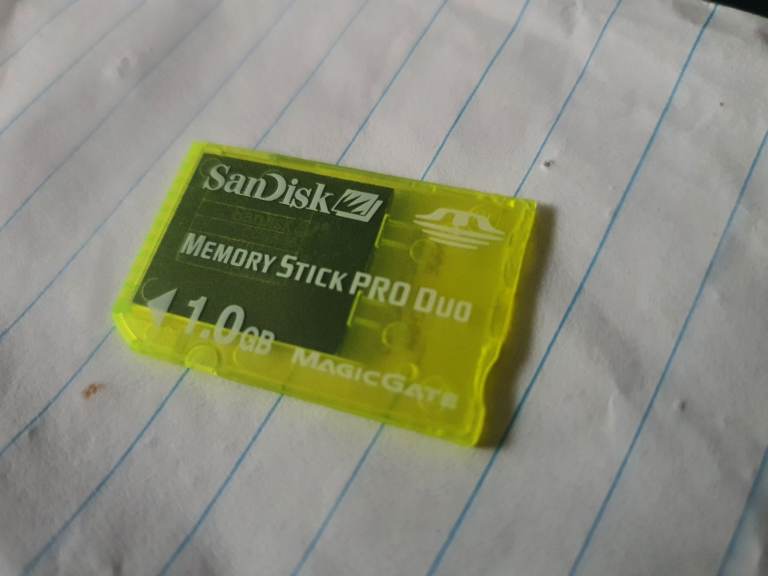 SanDisk
MEMORY STICK PRO DUO
1.0GB MAGICGATE